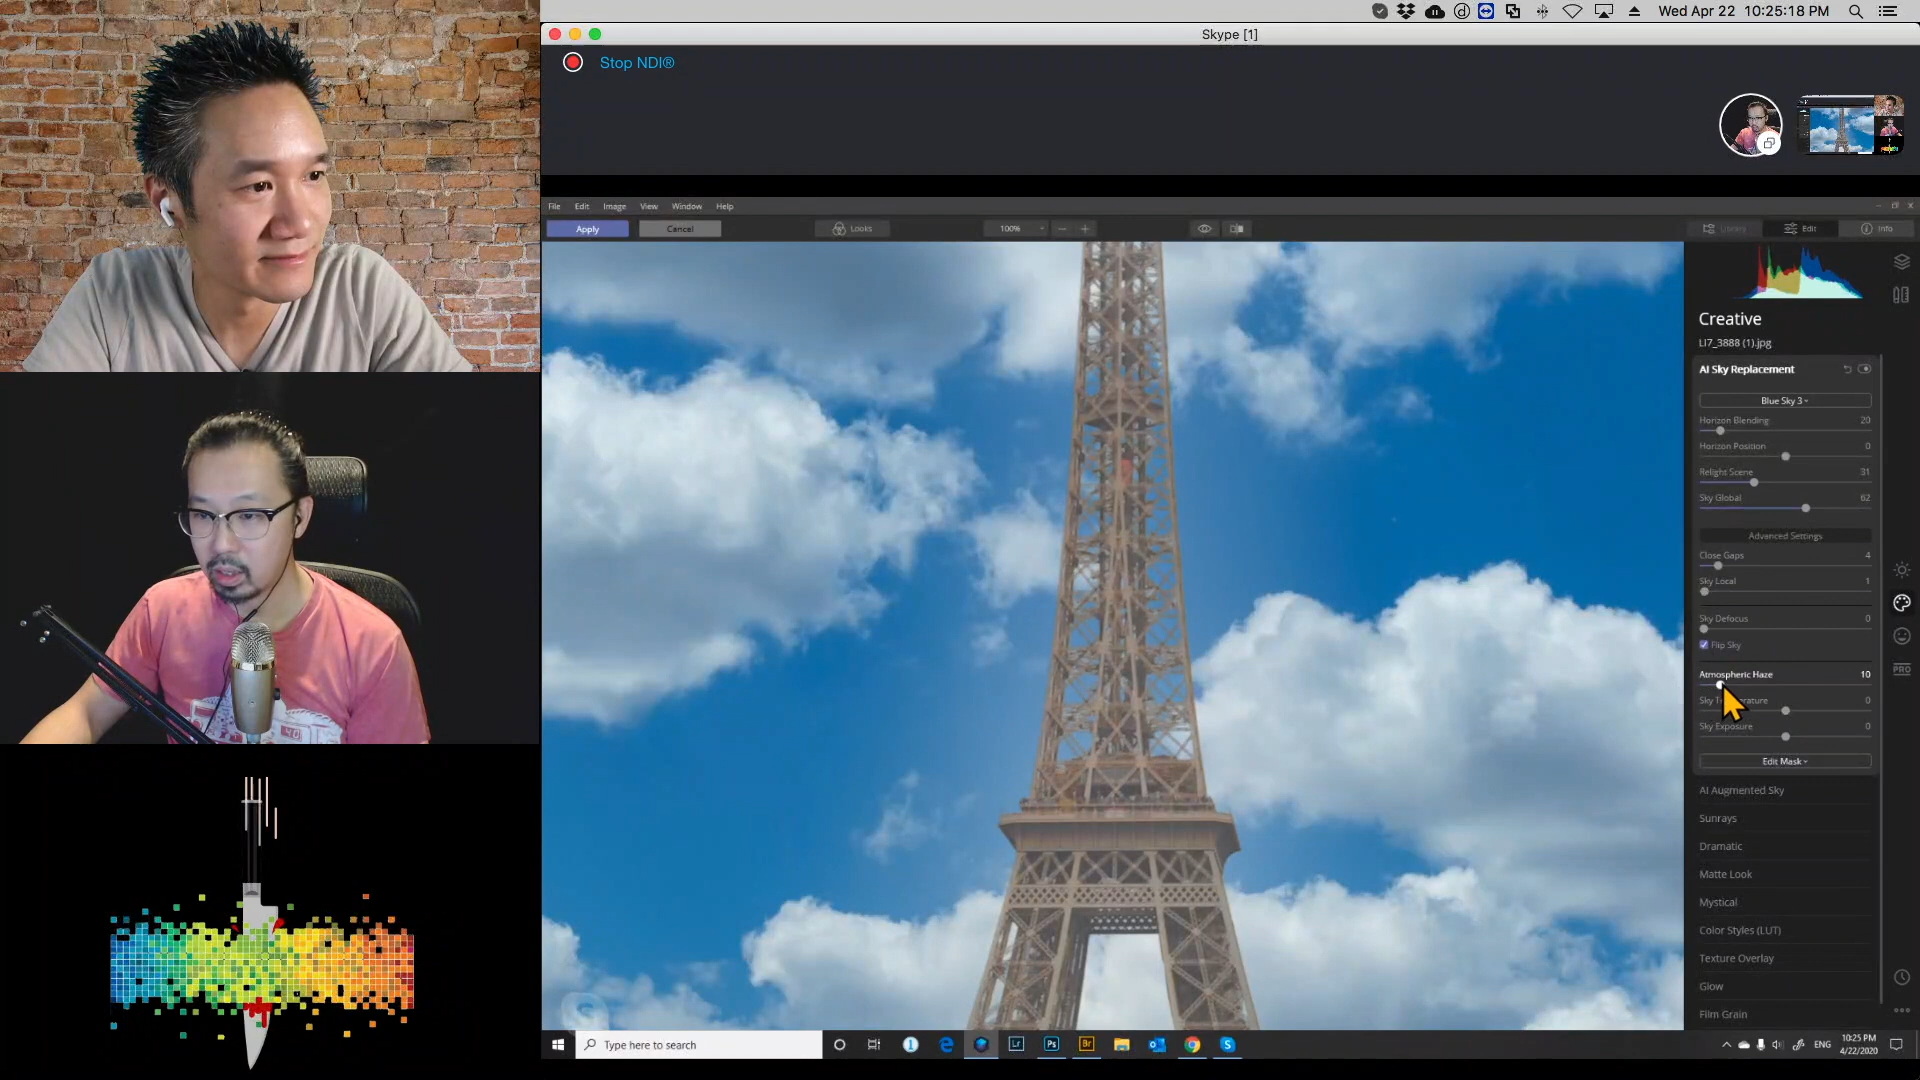 Wed Apr 22 10:25:18 PM
Skype [1]
Stop NDI®
File Edit Image View Window Help
Apply Cancel Looks 100% Library Edit Info
Creative
LI7_3888 (1).jpg
AI Sky Replacement
Blue Sky 3
Horizon Blending 20
Horizon Position 0
Relight Scene 31
Sky Global 62
Advanced Settings
Close Gaps 4
Sky Local 1
Sky Defocus 0
Flip Sky
Atmospheric Haze 10
Sky 0
Sky Exposure 0
Edit Mask
AI Augmented Sky
Sunrays
Dramatic
Matte Look
Mystical
Color Styles (LUT)
Texture Overlay
Glow
Film Grain
PRO
Type here to search
Lr Ps Br
ENG
10:25 PM
4/22/2020